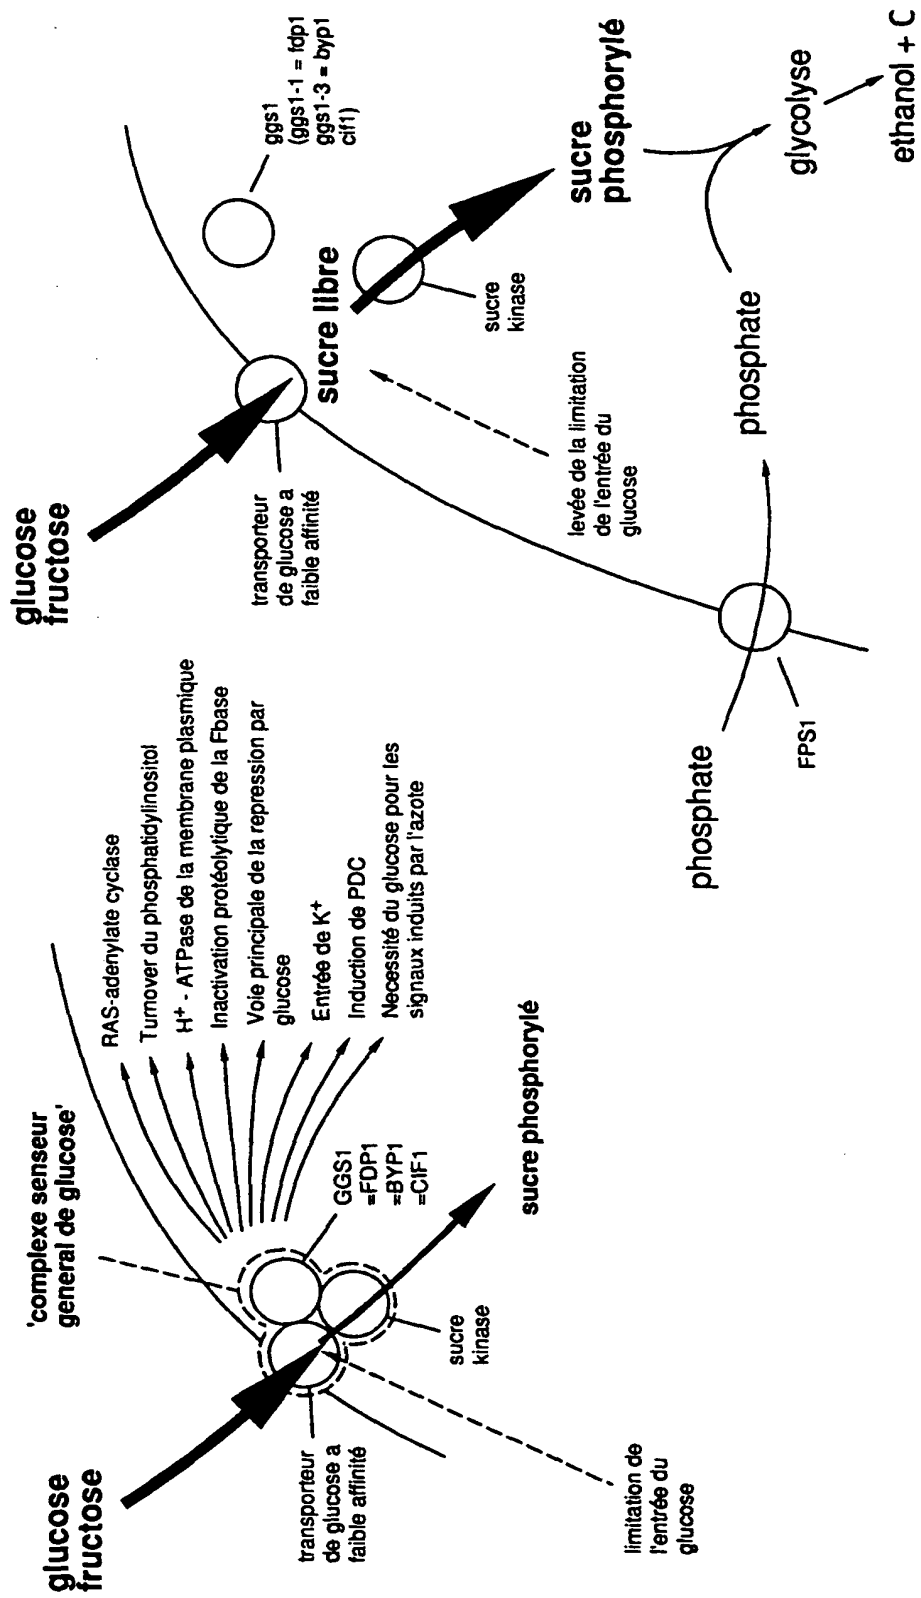 glucose
fructose
'complexe senseur
general de glucose'
RAS-adenylate cyclase
Turnover du phosphatidylinositol
H+ - ATPase de la membrane plasmique
Inactivation protéolytique de la Fbase
Voie principale de la repression par
glucose
Entrée de K+
Induction de PDC
Necessité du glucose pour les
signaux induits par l'azote
GGS1
=FDP1
=BYP1
=CIF1
transporteur
de glucose a
faible affinité
sucre
kinase
sucre phosphorylé
limitation de
l'entrée du
glucose
glucose
fructose
transporteur
de glucose a
faible affinité
ggs1
(ggs1-1 = fdp1
ggs1-3 = byp1
cif1)
sucre libre
sucre
kinase
sucre
phosphorylé
levée de la limitation
de l'entrée du
glucose
phosphate
FPS1
phosphate
glycolyse
ethanol + C